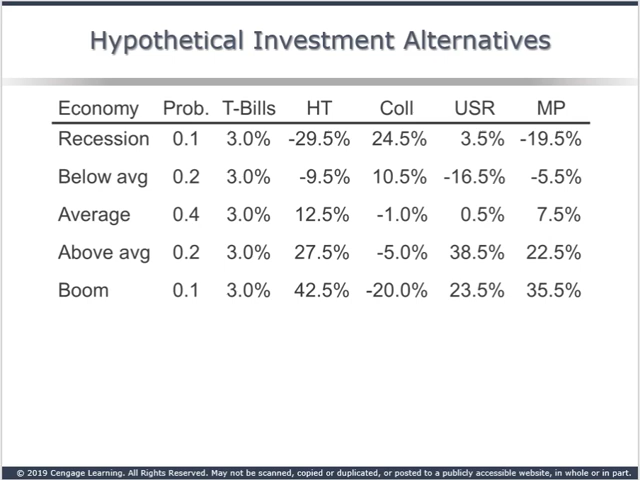 Hypothetical Investment Alternatives
Economy Prob. T-Bills HT Coll USR MP
Recession 0.1 3.0% -29.5% 24.5% 3.5% -19.5%
Below avg 0.2 3.0% -9.5% 10.5% -16.5% -5.5%
Average 0.4 3.0% 12.5% -1.0% 0.5% 7.5%
Above avg 0.2 3.0% 27.5% -5.0% 38.5% 22.5%
Boom 0.1 3.0% 42.5% -20.0% 23.5% 35.5%
© 2019 Cengage Learning. All Rights Reserved. May not be scanned, copied or duplicated, or posted to a publicly accessible website, in whole or in part.